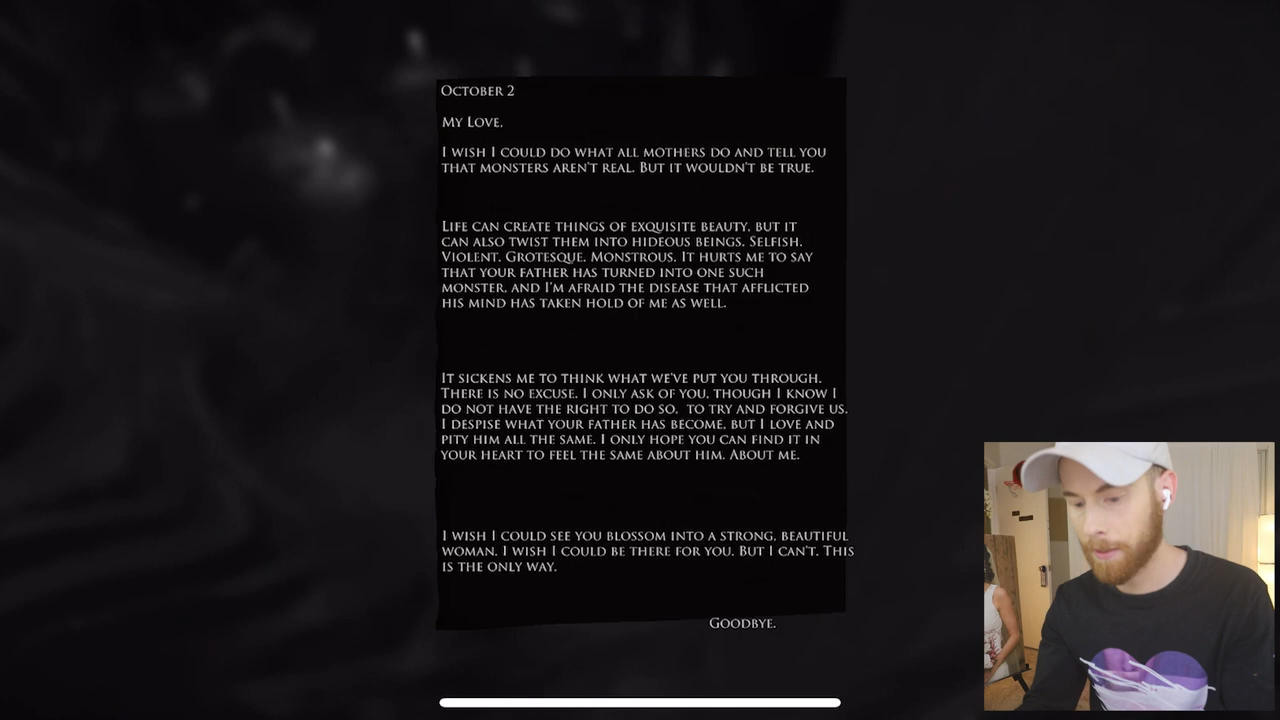 October 2
My Love,
I wish I could do what all mothers do and tell you
that monsters aren't real. But it wouldn't be true.
Life can create things of exquisite beauty, but it
can also twist them into hideous beings. Selfish.
Violent. Grotesque. Monstrous. It hurts me to say
that your father has turned into one such
monster, and I'm afraid the disease that afflicted
his mind has taken hold of me as well.
It sickens me to think what we've put you through.
There is no excuse. I only ask of you, though I know I
do not have the right to do so,  to try and forgive us.
I despise what your father has become, but I love and
pity him all the same. I only hope you can find it in
your heart to feel the same about him. About me.
I wish I could see you blossom into a strong, beautiful
woman. I wish I could be there for you. But I can't. This
is the only way.
Goodbye.